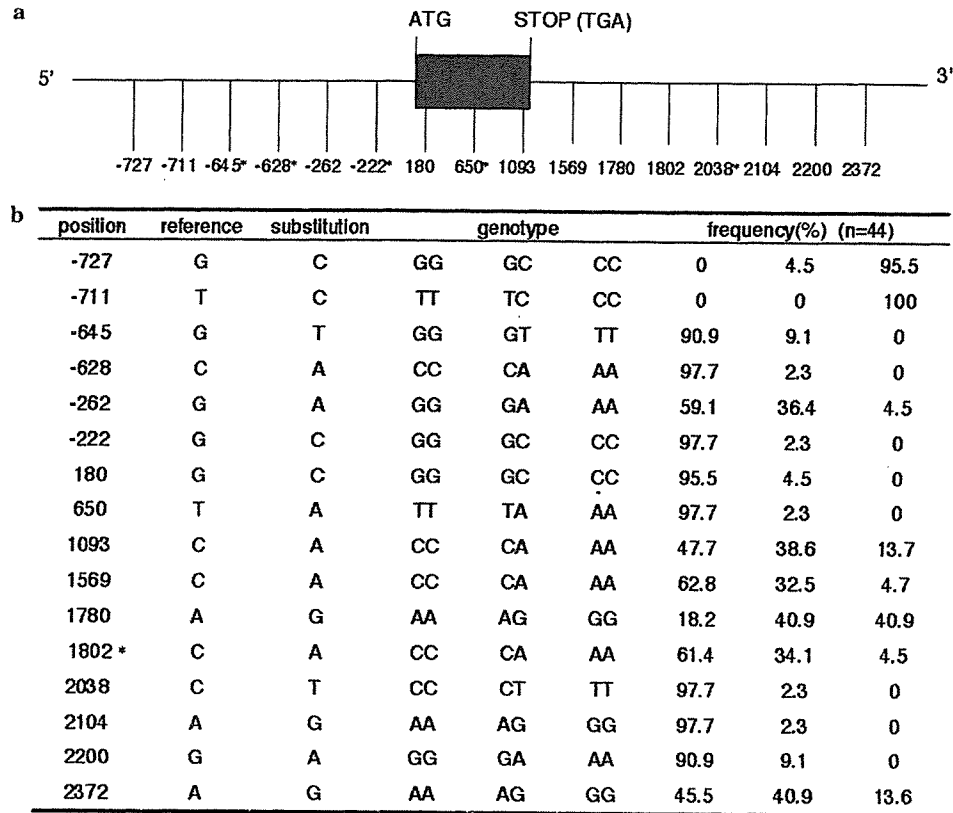 a
ATG STOP (TGA)
5' 3'
-727 -711 -645* -628* -262 -222* 180 650* 1093 1569 1780 1802 2038* 2104 2200 2372
b
position reference substitution genotype frequency(%) (n=44)
-727 G C GG GC CC 0 4.5 95.5
-711 T C TT TC CC 0 0 100
-645 G T GG GT TT 90.9 9.1 0
-628 C A CC CA AA 97.7 2.3 0
-262 G A GG GA AA 59.1 36.4 4.5
-222 G C GG GC CC 97.7 2.3 0
180 G C GG GC CC 95.5 4.5 0
650 T A TT TA AA 97.7 2.3 0
1093 C A CC CA AA 47.7 38.6 13.7
1569 C A CC CA AA 62.8 32.5 4.7
1780 A G AA AG GG 18.2 40.9 40.9
1802 * C A CC CA AA 61.4 34.1 4.5
2038 C T CC CT TT 97.7 2.3 0
2104 A G AA AG GG 97.7 2.3 0
2200 G A GG GA AA 90.9 9.1 0
2372 A G AA AG GG 45.5 40.9 13.6